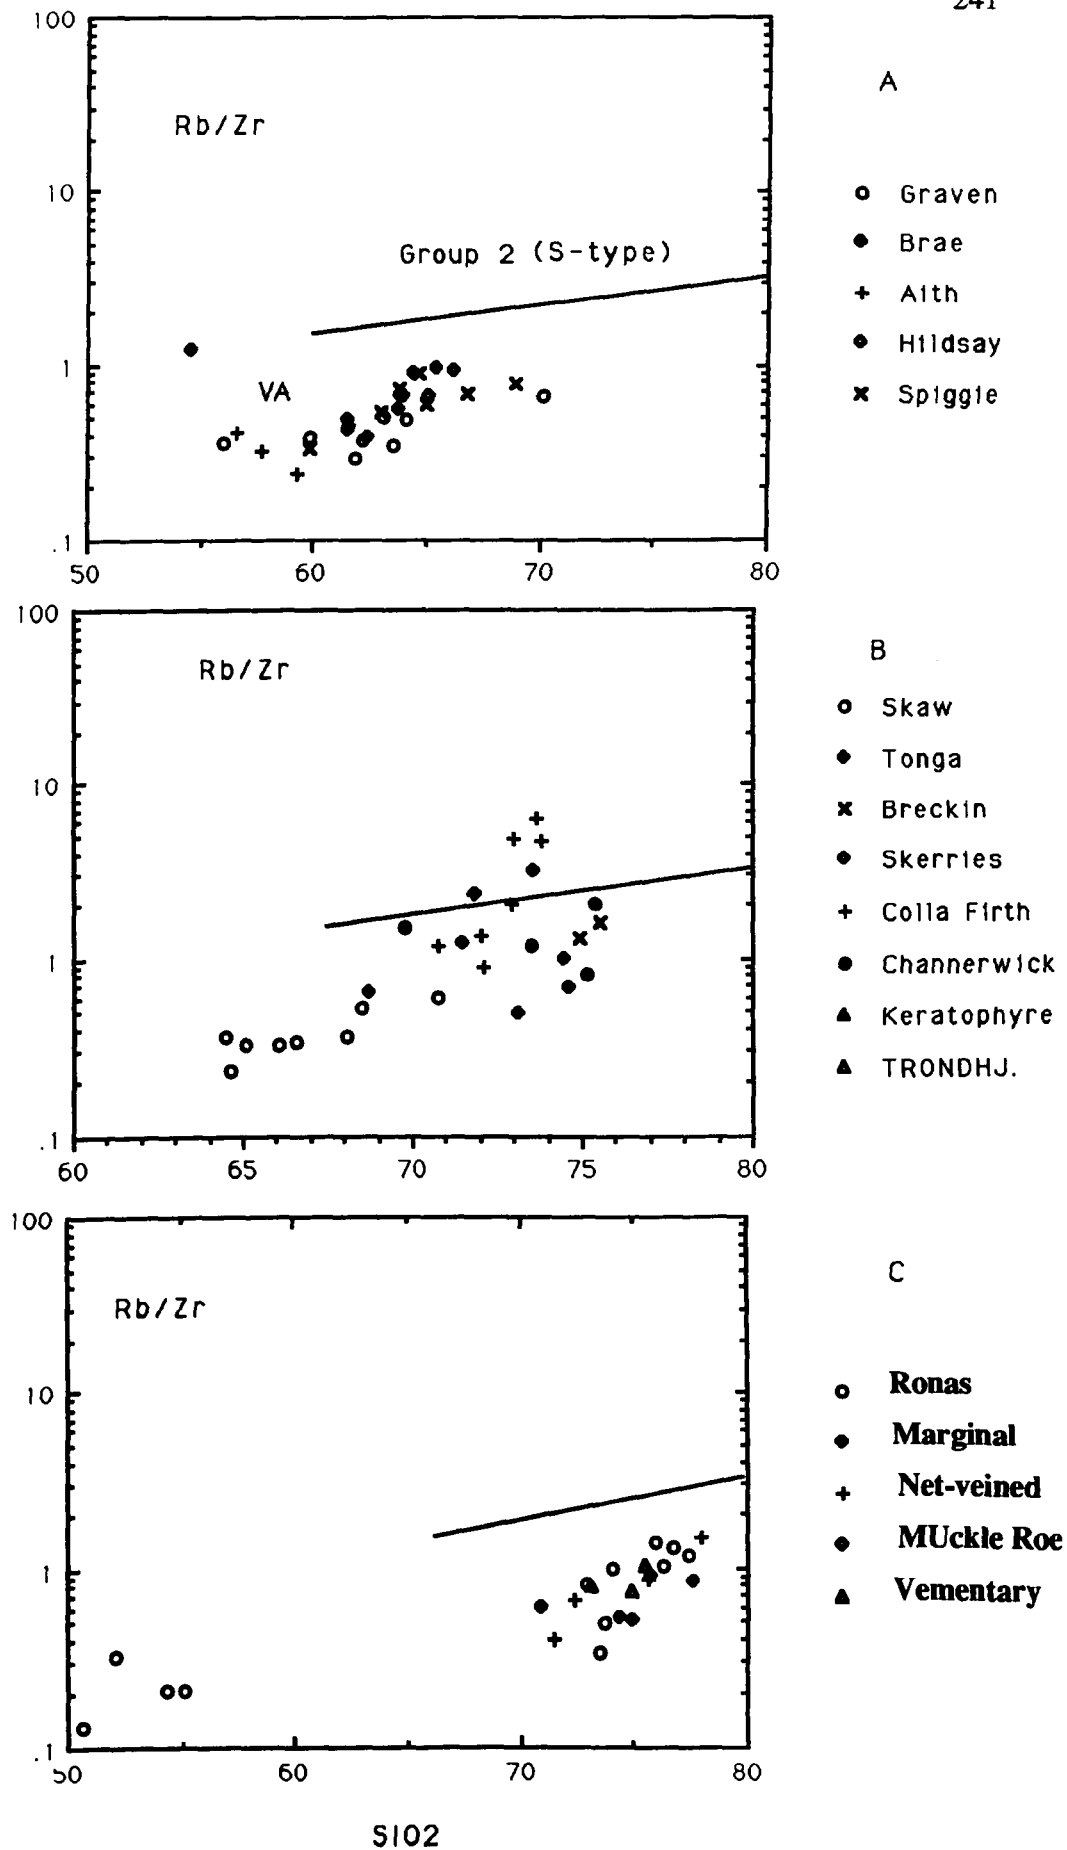 241
100
A
Rb/Zr
Graven
10
Brae
Group 2 (S-type)
Aith
Hildsay
1
VA
Spiggie
.1
50 60 70 80
100
B
Rb/Zr
Skaw
Tonga
10
Breckin
Skerries
Colla Firth
1
Channerwick
Keratophyre
TRONDHJ.
.1
60 65 70 75 80
100
C
Rb/Zr
Ronas
10
Marginal
Net-veined
MUckle Roe
1
Vementary
.1
50 60 70 80
SIO2